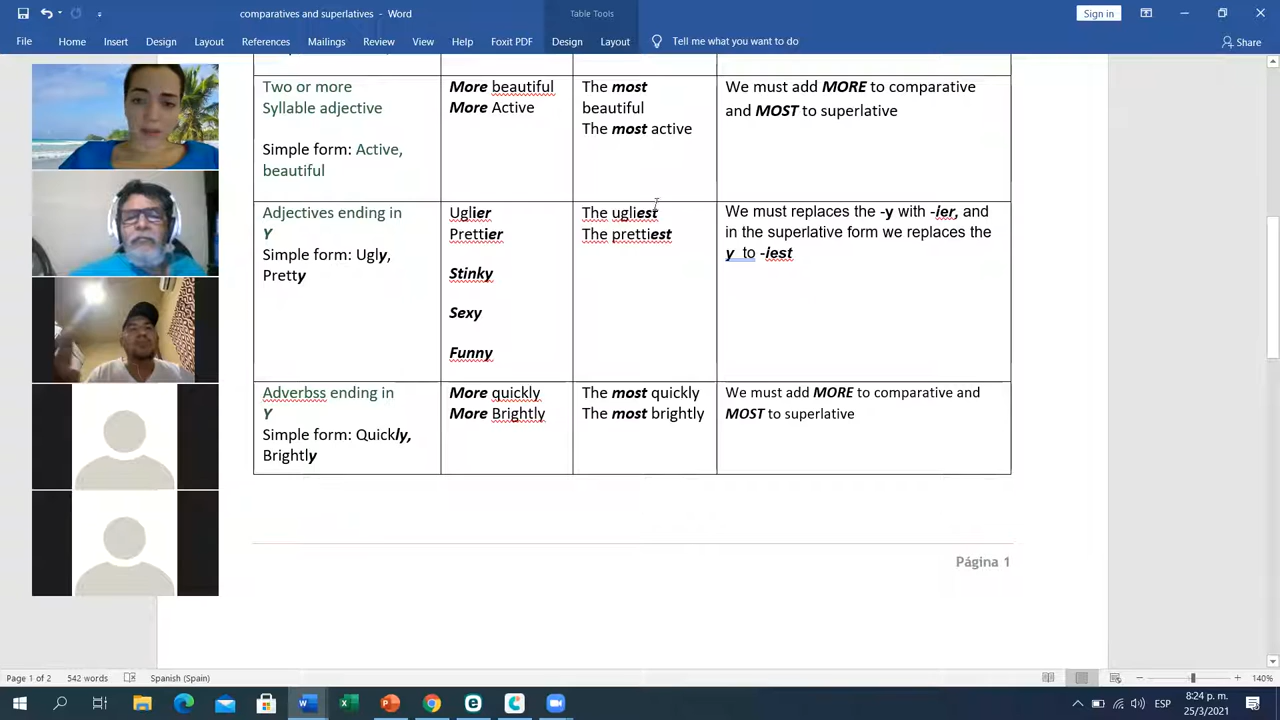 comparatives and superlatives - Word
Table Tools
Sign in
File Home Insert Draw Design Layout References Mailings Review View Help Foxit PDF Design Layout Tell me what you want to do Share
Two or more
Syllable adjective
Simple form: Active,
beautiful
More beautiful
More Active
The most
beautiful
The most active
We must add MORE to comparative
and MOST to superlative
Adjectives ending in
Y
Simple form: Ugly,
Pretty
Uglier
Prettier
Stinky
Sexy
Funny
The ugliest
The prettiest
We must replaces the -y with -ier, and
in the superlative form we replaces the
y to -iest
Adverbss ending in
Y
Simple form: Quickly,
Brightly
More quickly
More Brightly
The most quickly
The most brightly
We must add MORE to comparative and
MOST to superlative
Página 1
Page 1 of 2 542 words Spanish (Spain) 140%
ESP
8:24 p. m.
25/3/2021